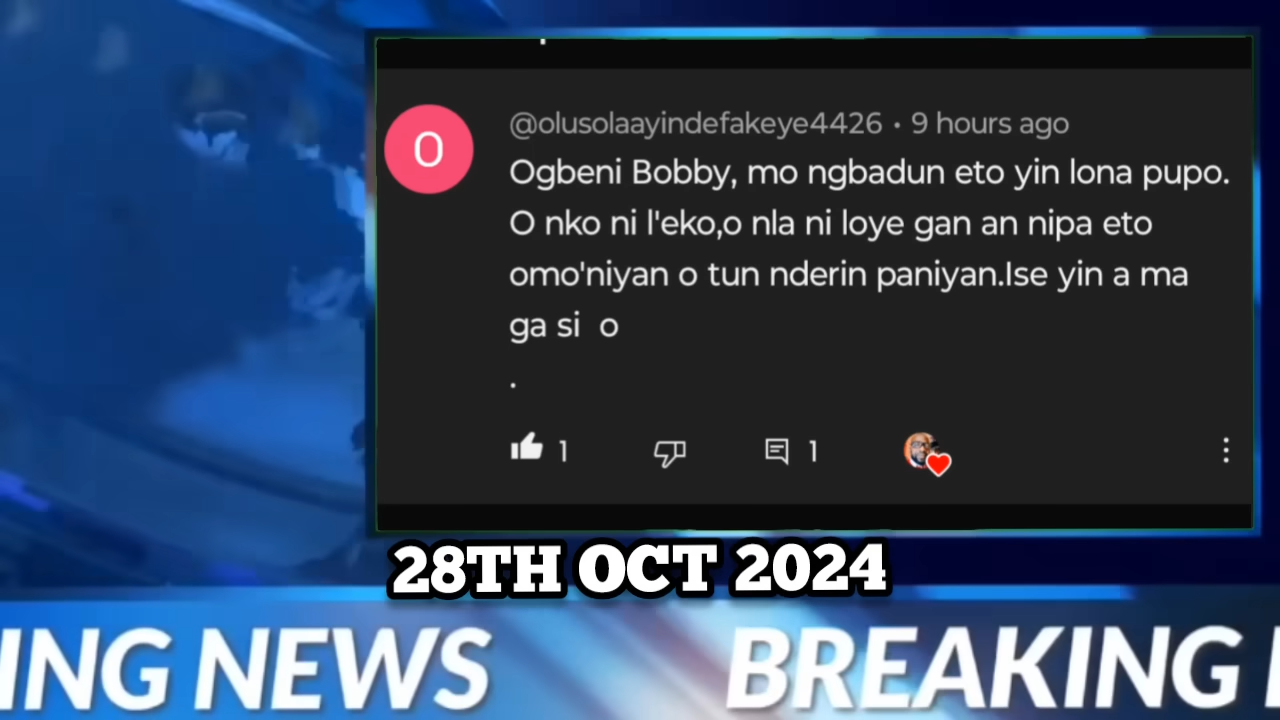 O
@olusolaayindefakeye4426 • 9 hours ago
Ogbeni Bobby, mo ngbadun eto yin lona pupo.
O nko ni l'eko,o nla ni loye gan an nipa eto
omo'niyan o tun nderin paniyan.Ise yin a ma
ga si o
.
1
1
28TH OCT 2024
ING NEWS BREAKING